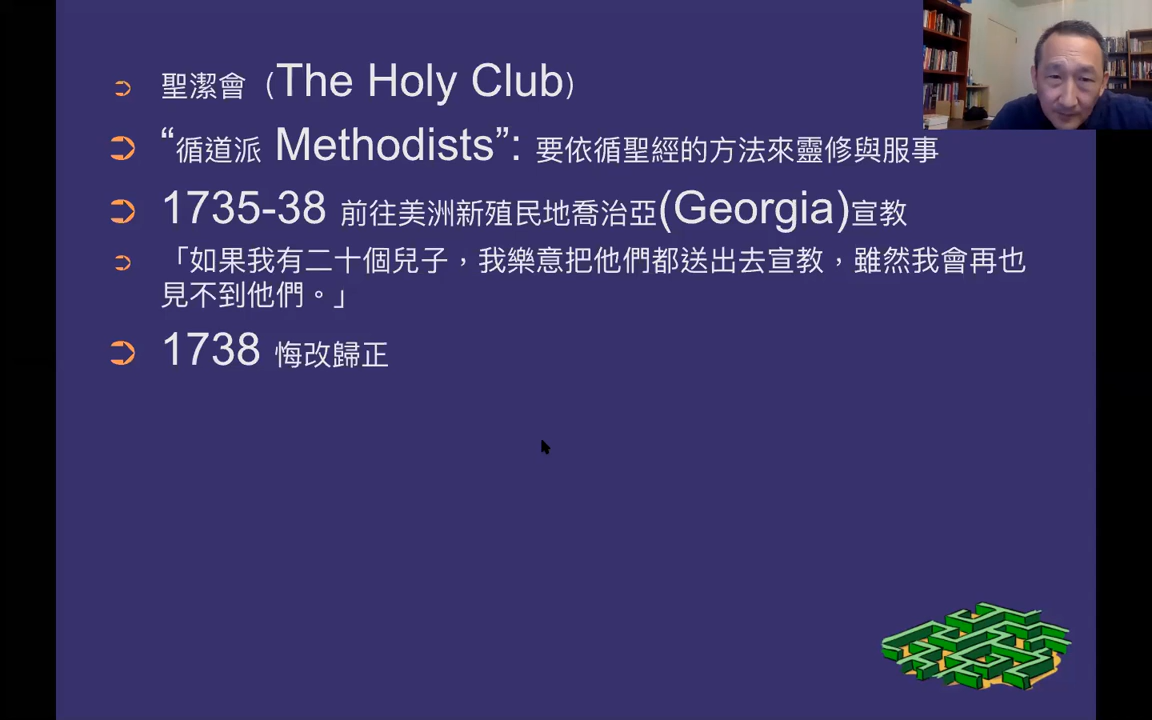 聖潔會（The Holy Club）
“循道派 Methodists”: 要依循聖經的方法來靈修與服事
1735-38 前往美洲新殖民地喬治亞(Georgia)宣教
「如果我有二十個兒子，我樂意把他們都送出去宣教，雖然我會再也
見不到他們。」
1738 悔改歸正